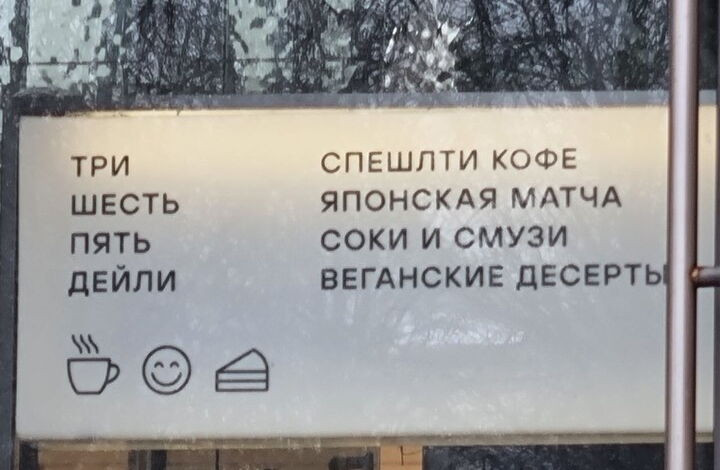 ТРИ
ШЕСТЬ
ПЯТЬ
ДЕЙЛИ
СПЕШЛТИ КОФЕ
ЯПОНСКАЯ МАТЧА
СОКИ И СМУЗИ
ВЕГАНСКИЕ ДЕСЕРТЫ